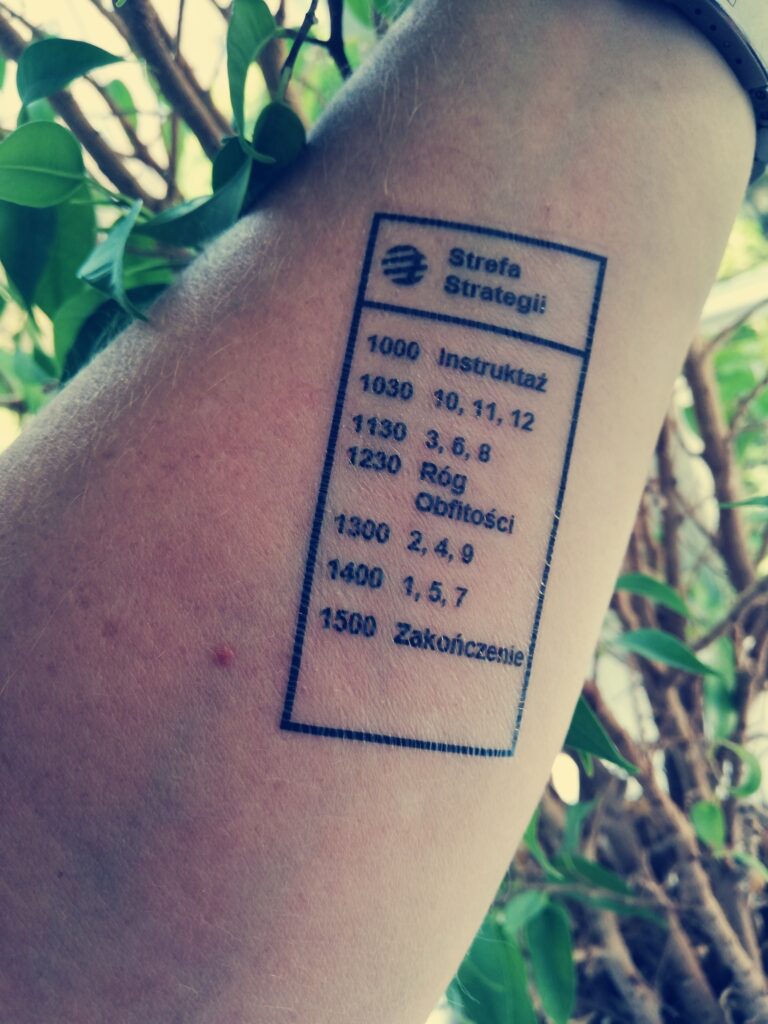 Strefa
Strategii
1000 Instruktaż
1030 10, 11, 12
1130 3, 6, 8
1230 Róg
Obfitości
1300 2, 4, 9
1400 1, 5, 7
1500 Zakończenie